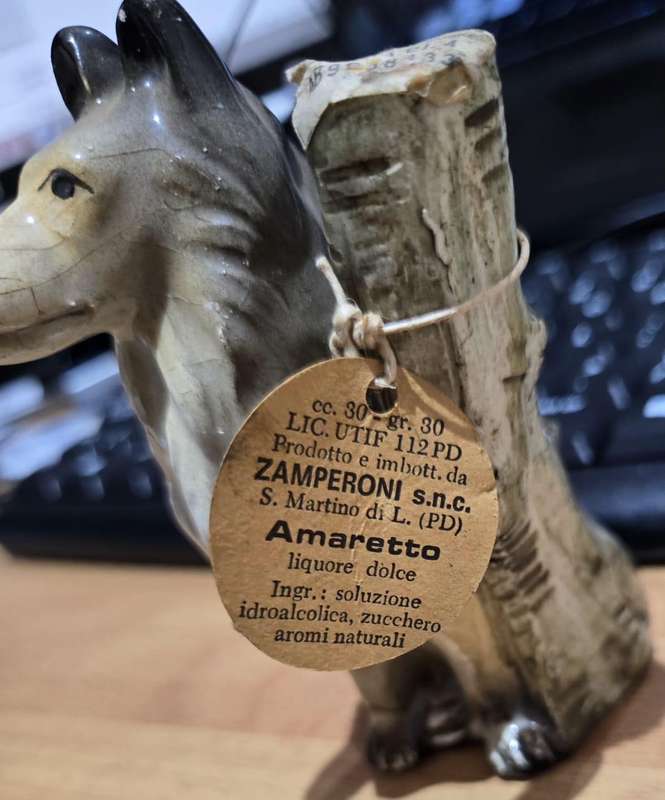 cc. 30 - gr. 30
LIC. UTIF 112 PD
Prodotto e imbott. da
ZAMPERONI s.n.c.
S. Martino di L. (PD)
Amaretto
liquore dolce
Ingr.: soluzione
idroalcolica, zucchero
aromi naturali